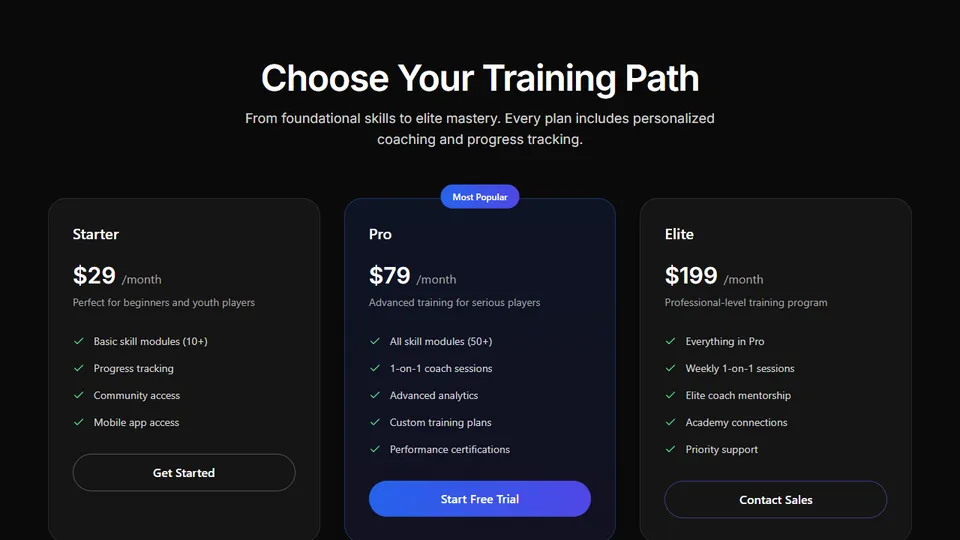 Choose Your Training Path
From foundational skills to elite mastery. Every plan includes personalized
coaching and progress tracking.
Starter
$29 /month
Perfect for beginners and youth players
Basic skill modules (10+)
Progress tracking
Community access
Mobile app access
Get Started
Most Popular
Pro
$79 /month
Advanced training for serious players
All skill modules (50+)
1-on-1 coach sessions
Advanced analytics
Custom training plans
Performance certifications
Start Free Trial
Elite
$199 /month
Professional-level training program
Everything in Pro
Weekly 1-on-1 sessions
Elite coach mentorship
Academy connections
Priority support
Contact Sales